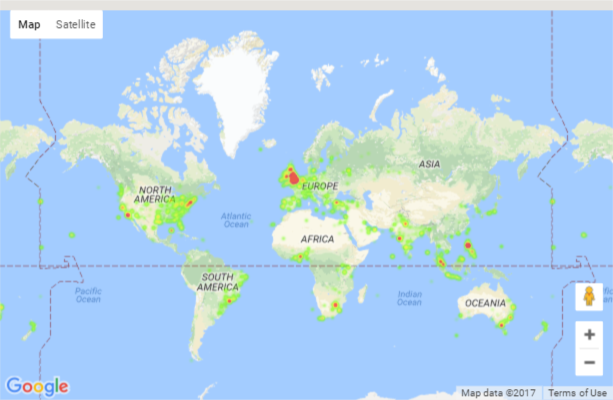 Map Satellite
ASIA
EUROPE
NORTH
AMERICA
Atlantic
Ocean
AFRICA
SOUTH
AMERICA
Pacific
Ocean
Indian
Ocean
OCEANIA
Google
Map data ©2017 Terms of Use